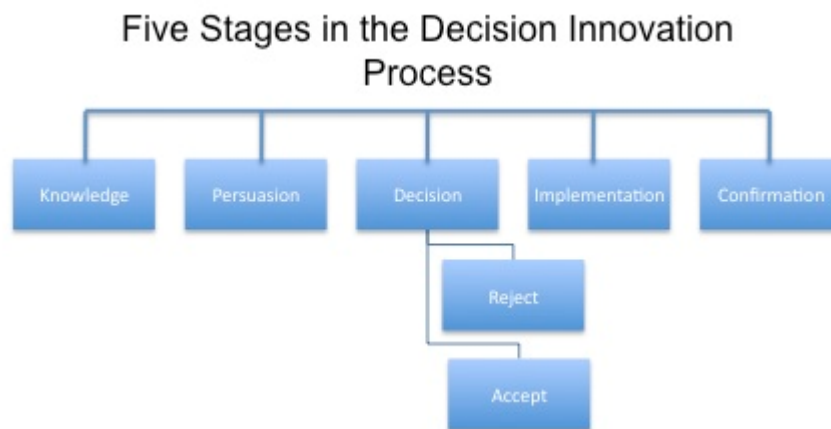 Five Stages in the Decision Innovation
Process
Knowledge
Persuasion
Decision
Implementation
Confirmation
Reject
Accept